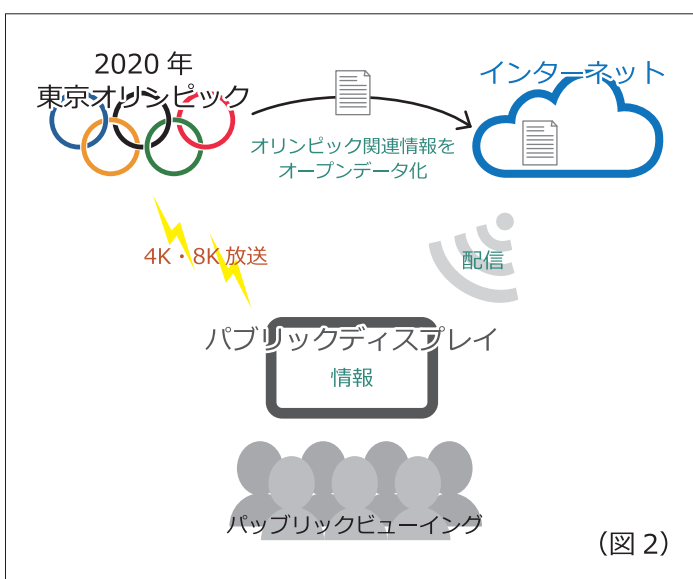 2020 年
東京オリンピック
インターネット
オリンピック関連情報を
オープンデータ化
4K・8K 放送
配信
パブリックディスプレイ
情報
パッブリックビューイング
(図 2)